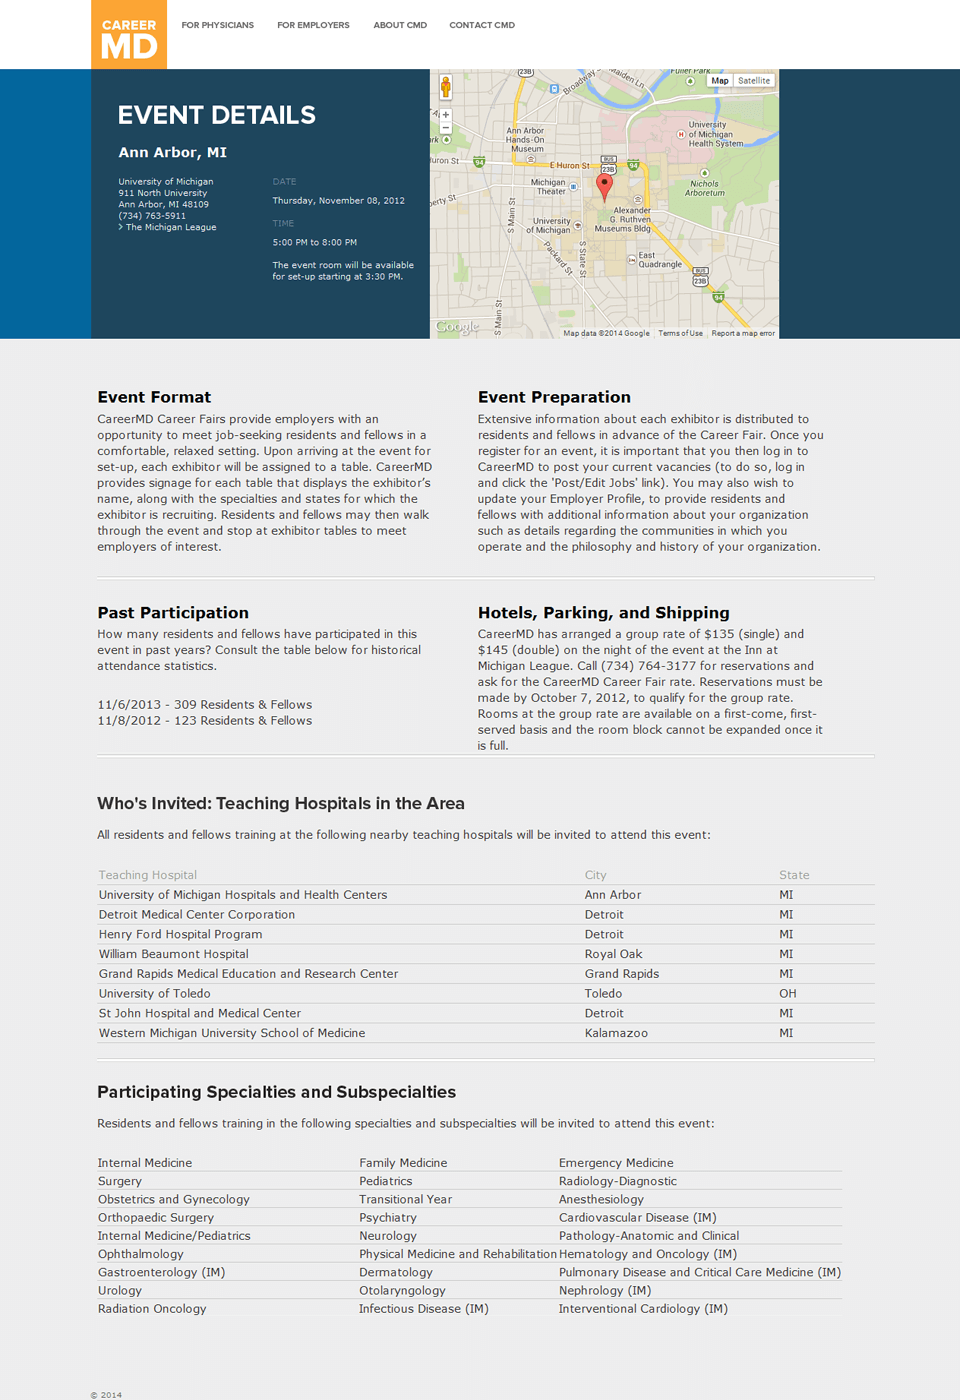 CAREER
MD
FOR PHYSICIANS
FOR EMPLOYERS
ABOUT CMD
CONTACT CMD
EVENT DETAILS
Ann Arbor, MI
University of Michigan
911 North University
Ann Arbor, MI 48109
(734) 763-5911
The Michigan League
DATE
Thursday, November 08, 2012
TIME
5:00 PM to 8:00 PM
The event room will be available
for set-up starting at 3:30 PM.
Map
Satellite
23B
Broadway
Maiden Ln
Fuller Park
University
of Michigan
Health System
Ann Arbor
Hands-On
Museum
Huron St
94
E Huron St
BUS
23B
94
Michigan
Theater
Nichols
Arboretum
erty St
S Main St
University
of Michigan
Alexander
G. Ruthven
Museums Bldg
Packard St
S State St
East
Quadrangle
BUS
23B
94
S Main St
Google
Map data ©2014 Google
Terms of Use
Report a map error
Event Format
CareerMD Career Fairs provide employers with an
opportunity to meet job-seeking residents and fellows in a
comfortable, relaxed setting. Upon arriving at the event for
set-up, each exhibitor will be assigned to a table. CareerMD
provides signage for each table that displays the exhibitor's
name, along with the specialties and states for which the
exhibitor is recruiting. Residents and fellows may then walk
through the event and stop at exhibitor tables to meet
employers of interest.
Event Preparation
Extensive information about each exhibitor is distributed to
residents and fellows in advance of the Career Fair. Once you
register for an event, it is important that you then log in to
CareerMD to post your current vacancies (to do so, log in
and click the 'Post/Edit Jobs' link). You may also wish to
update your Employer Profile, to provide residents and
fellows with additional information about your organization
such as details regarding the communities in which you
operate and the philosophy and history of your organization.
Past Participation
How many residents and fellows have participated in this
event in past years? Consult the table below for historical
attendance statistics.
11/6/2013 - 309 Residents & Fellows
11/8/2012 - 123 Residents & Fellows
Hotels, Parking, and Shipping
CareerMD has arranged a group rate of $135 (single) and
$145 (double) on the night of the event at the Inn at
Michigan League. Call (734) 764-3177 for reservations and
ask for the CareerMD Career Fair rate. Reservations must be
made by October 7, 2012, to qualify for the group rate.
Rooms at the group rate are available on a first-come, first-
served basis and the room block cannot be expanded once it
is full.
Who's Invited: Teaching Hospitals in the Area
All residents and fellows training at the following nearby teaching hospitals will be invited to attend this event:
Teaching Hospital City State
University of Michigan Hospitals and Health Centers Ann Arbor MI
Detroit Medical Center Corporation Detroit MI
Henry Ford Hospital Program Detroit MI
William Beaumont Hospital Royal Oak MI
Grand Rapids Medical Education and Research Center Grand Rapids MI
University of Toledo Toledo OH
St John Hospital and Medical Center Detroit MI
Western Michigan University School of Medicine Kalamazoo MI
Participating Specialties and Subspecialties
Residents and fellows training in the following specialties and subspecialties will be invited to attend this event:
Internal Medicine Family Medicine Emergency Medicine
Surgery Pediatrics Radiology-Diagnostic
Obstetrics and Gynecology Transitional Year Anesthesiology
Orthopaedic Surgery Psychiatry Cardiovascular Disease (IM)
Internal Medicine/Pediatrics Neurology Pathology-Anatomic and Clinical
Ophthalmology Physical Medicine and Rehabilitation Hematology and Oncology (IM)
Gastroenterology (IM) Dermatology Pulmonary Disease and Critical Care Medicine (IM)
Urology Otolaryngology Nephrology (IM)
Radiation Oncology Infectious Disease (IM) Interventional Cardiology (IM)
© 2014